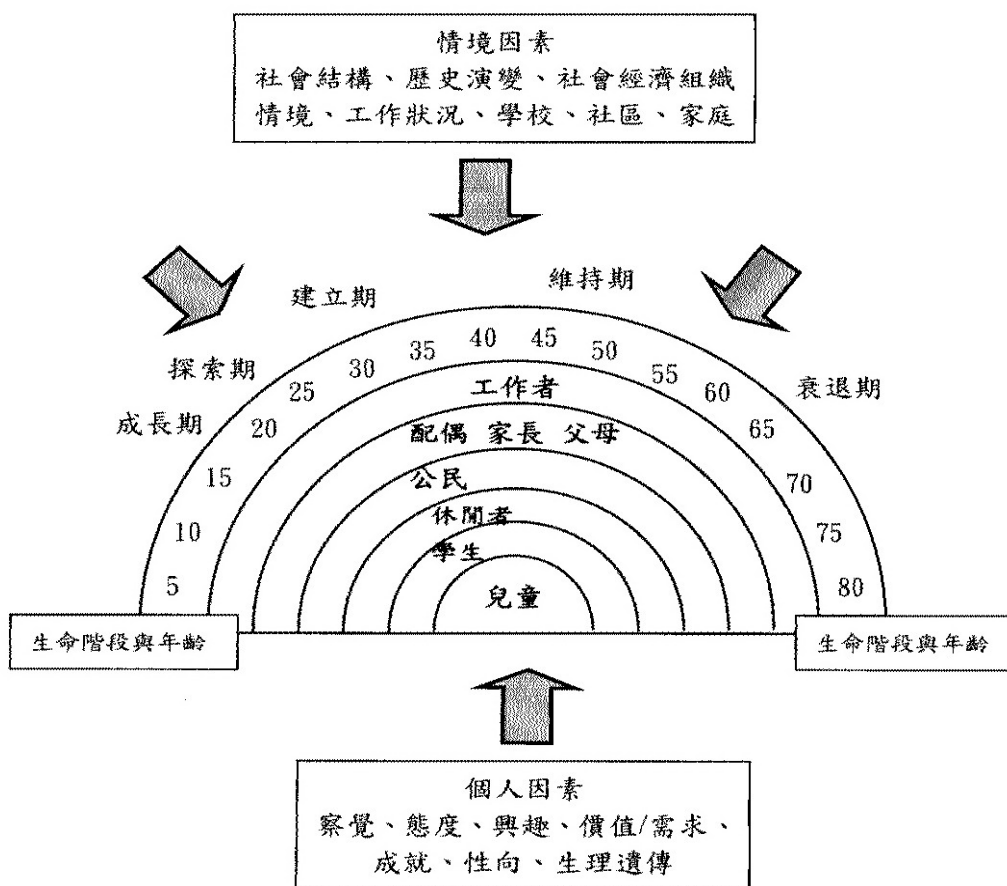 情境因素
社會結構、歷史演變、社會經濟組織
情境、工作狀況、學校、社區、家庭
建立期
維持期
探索期
成長期
衰退期
5
10
15
20
25
30
35
40
45
50
55
60
65
70
75
80
工作者
配偶 家長 父母
公民
休閒者
學生
兒童
生命階段與年齡
生命階段與年齡
個人因素
察覺、態度、興趣、價值/需求、
成就、性向、生理遺傳